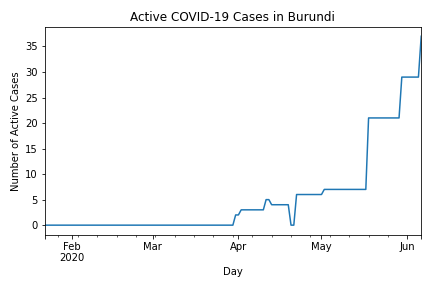 Active COVID-19 Cases in Burundi
Number of Active Cases
35
30
25
20
15
10
5
0
Feb
2020
Mar
Apr
May
Jun
Day